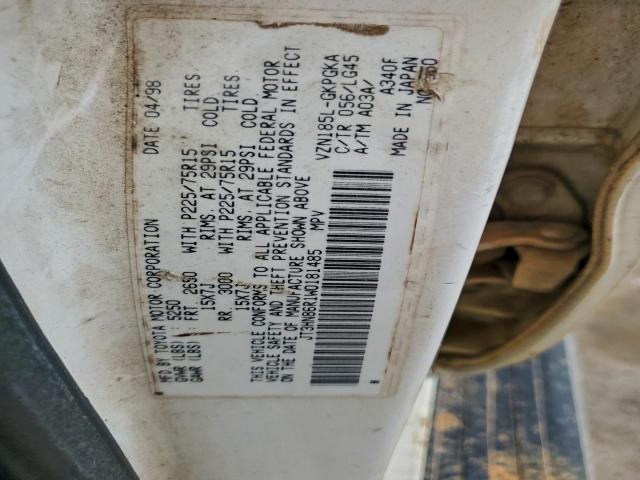 MFD BY TOYOTA MOTOR CORPORATION 04/98
GVWR (LBS) 5250
GAWR (LBS) FRT 2650 WITH P225/75R15 TIRES
15X7J RIMS, AT 29PSI COLD
RR 3000 WITH P225/75R15 TIRES
15X7J RIMS, AT 29PSI COLD
THIS VEHICLE CONFORMS TO ALL APPLICABLE FEDERAL MOTOR
VEHICLE SAFETY AND THEFT PREVENTION STANDARDS IN EFFECT
ON THE DATE OF MANUFACTURE SHOWN ABOVE
JT3HN86R1W0181485 MPV
VZN185L-GKPGKA
C/TR 056/LG45
A/TM A03A/ A340F
MADE IN JAPAN